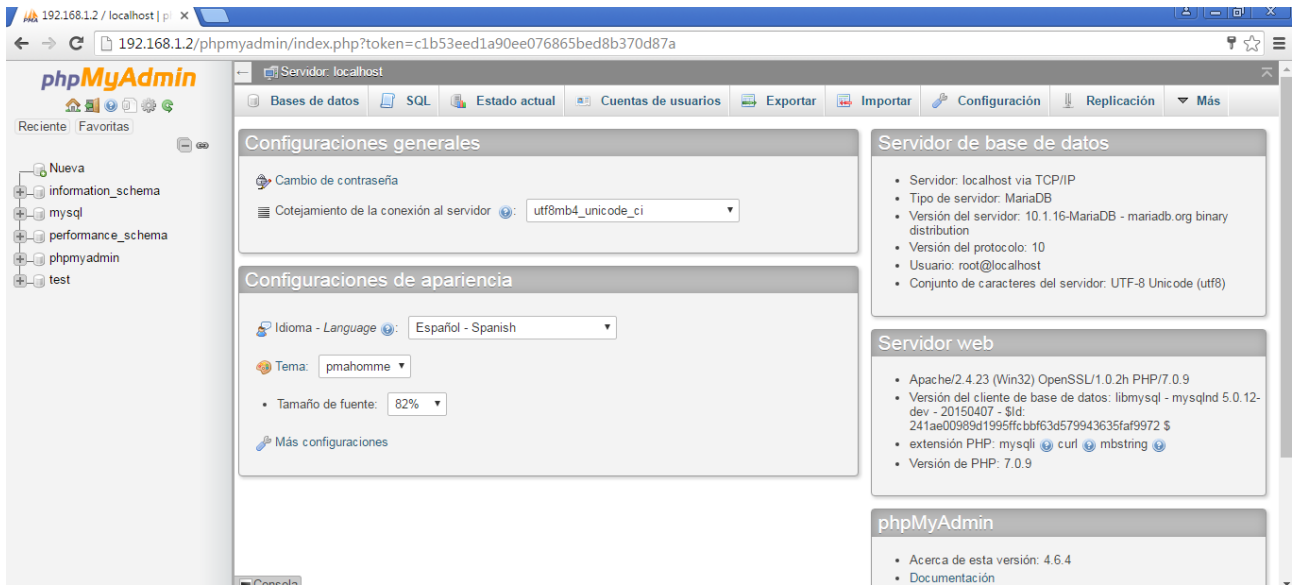 192.168.1.2 / localhost | p
192.168.1.2/phpmyadmin/index.php?token=c1b53eed1a90ee076865bed8b370d87a
phpMyAdmin
Reciente Favoritas
Nueva
information_schema
mysql
performance_schema
phpmyadmin
test
Servidor: localhost
Bases de datos SQL Estado actual Cuentas de usuarios Exportar Importar Configuración Replicación Más
Configuraciones generales
Cambio de contraseña
Cotejamiento de la conexión al servidor : utf8mb4_unicode_ci
Configuraciones de apariencia
Idioma - Language : Español - Spanish
Tema: pmahomme
• Tamaño de fuente: 82%
Más configuraciones
Servidor de base de datos
• Servidor: localhost via TCP/IP
• Tipo de servidor: MariaDB
• Versión del servidor: 10.1.16-MariaDB - mariadb.org binary
distribution
• Versión del protocolo: 10
• Usuario: root@localhost
• Conjunto de caracteres del servidor: UTF-8 Unicode (utf8)
Servidor web
• Apache/2.4.23 (Win32) OpenSSL/1.0.2h PHP/7.0.9
• Versión del cliente de base de datos: libmysql - mysqlnd 5.0.12-
dev - 20150407 - $Id:
241ae00989d1995ffcbbf63d579943635faf9972 $
• extensión PHP: mysqli curl mbstring
• Versión de PHP: 7.0.9
phpMyAdmin
• Acerca de esta versión: 4.6.4
• Documentación
Consola